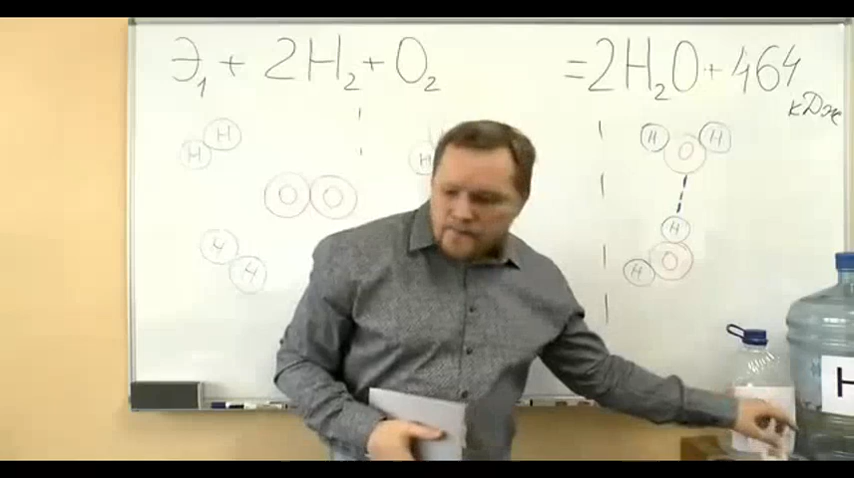 Э₁ + 2H₂ + O₂ = 2H₂O + 464
кДж
H H
H H
O O
H O H
H
H H
H
H O
H